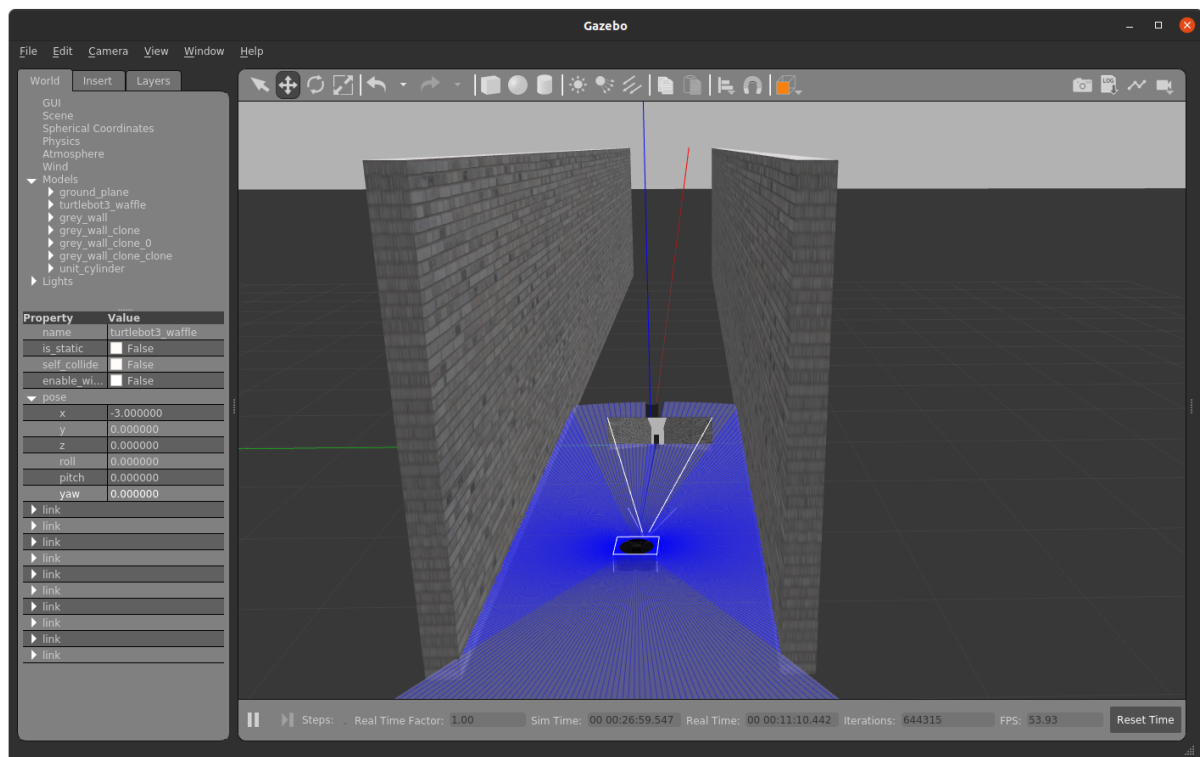 Gazebo
File Edit Camera View Window Help
World Insert Layers
GUI
Scene
Spherical Coordinates
Physics
Atmosphere
Wind
Models
ground_plane
turtlebot3_waffle
grey_wall
grey_wall_clone
grey_wall_clone_0
grey_wall_clone_clone
unit_cylinder
Lights
Property Value
name turtlebot3_waffle
is_static False
self_collide False
enable_wi... False
pose
x -3.000000
y 0.000000
z 0.000000
roll 0.000000
pitch 0.000000
yaw 0.000000
link
link
link
link
link
link
link
link
link
link
LOG
Steps: Real Time Factor: 1.00 Sim Time: 00 00:26:59.547 Real Time: 00 00:11:10.442 Iterations: 644315 FPS: 53.93 Reset Time